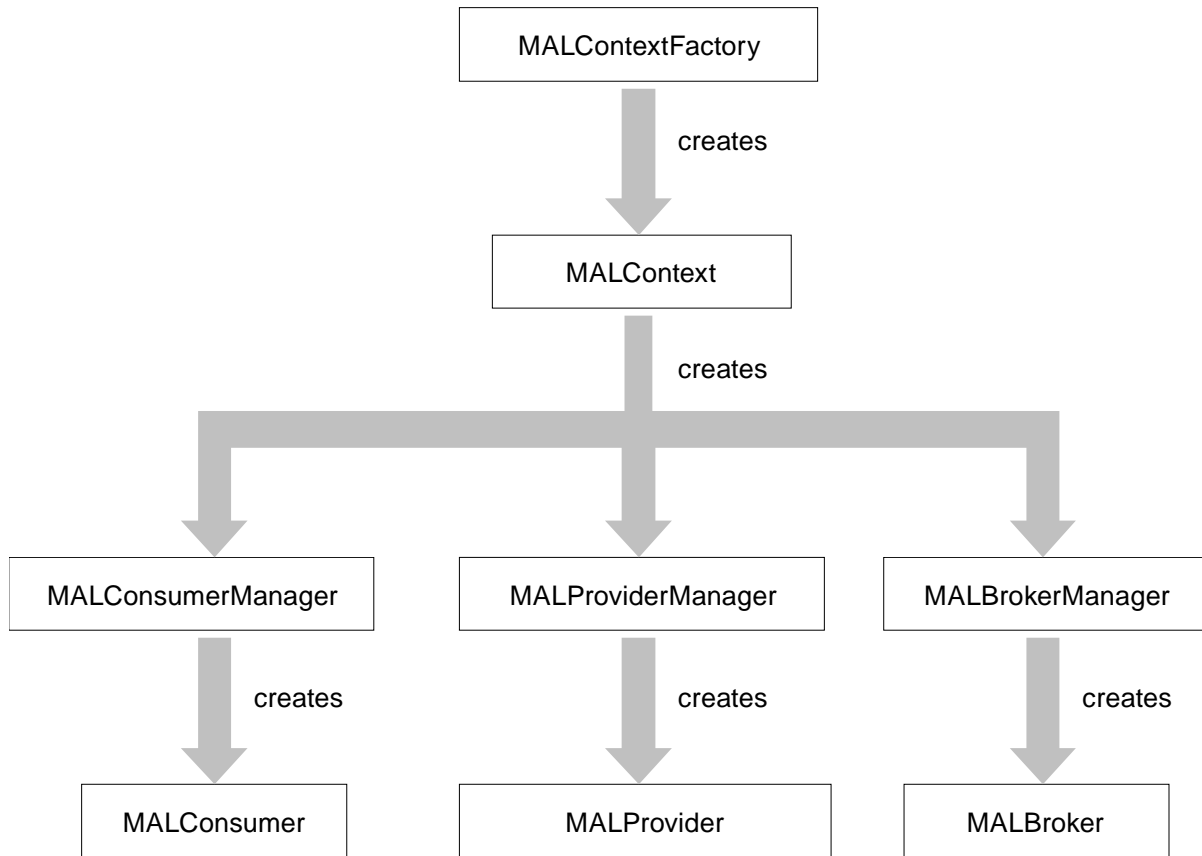 MALContextFactory
creates
MALContext
creates
MALConsumerManager
MALProviderManager
MALBrokerManager
creates
creates
creates
MALConsumer
MALProvider
MALBroker